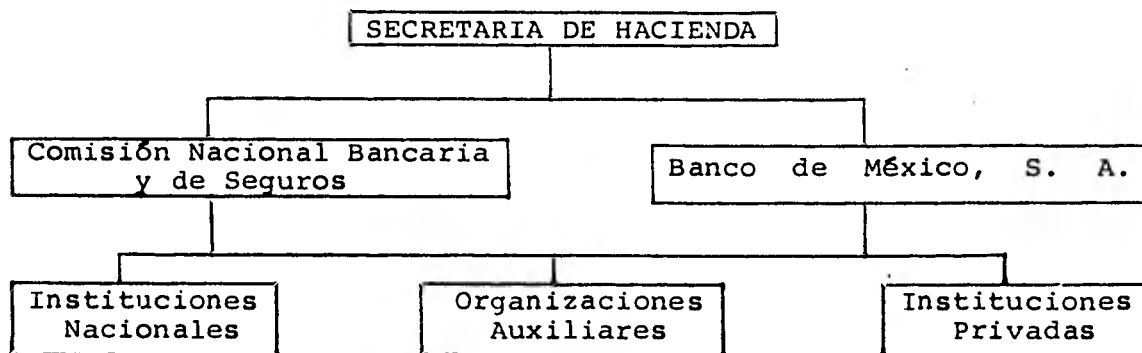 SECRETARIA DE HACIENDA
Comisión Nacional Bancaria
y de Seguros
Banco de México, S. A.
Instituciones
Nacionales
Organizaciones
Auxiliares
Instituciones
Privadas